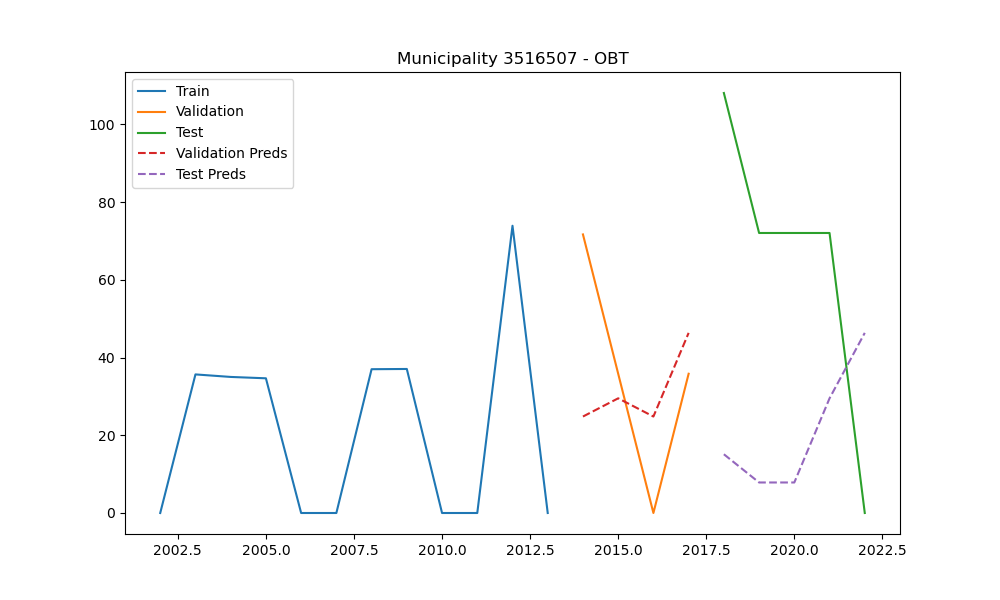 Municipality 3516507 - OBT
Train
Validation
Test
Validation Preds
Test Preds
100
80
60
40
20
0
2002.5 2005.0 2007.5 2010.0 2012.5 2015.0 2017.5 2020.0 2022.5